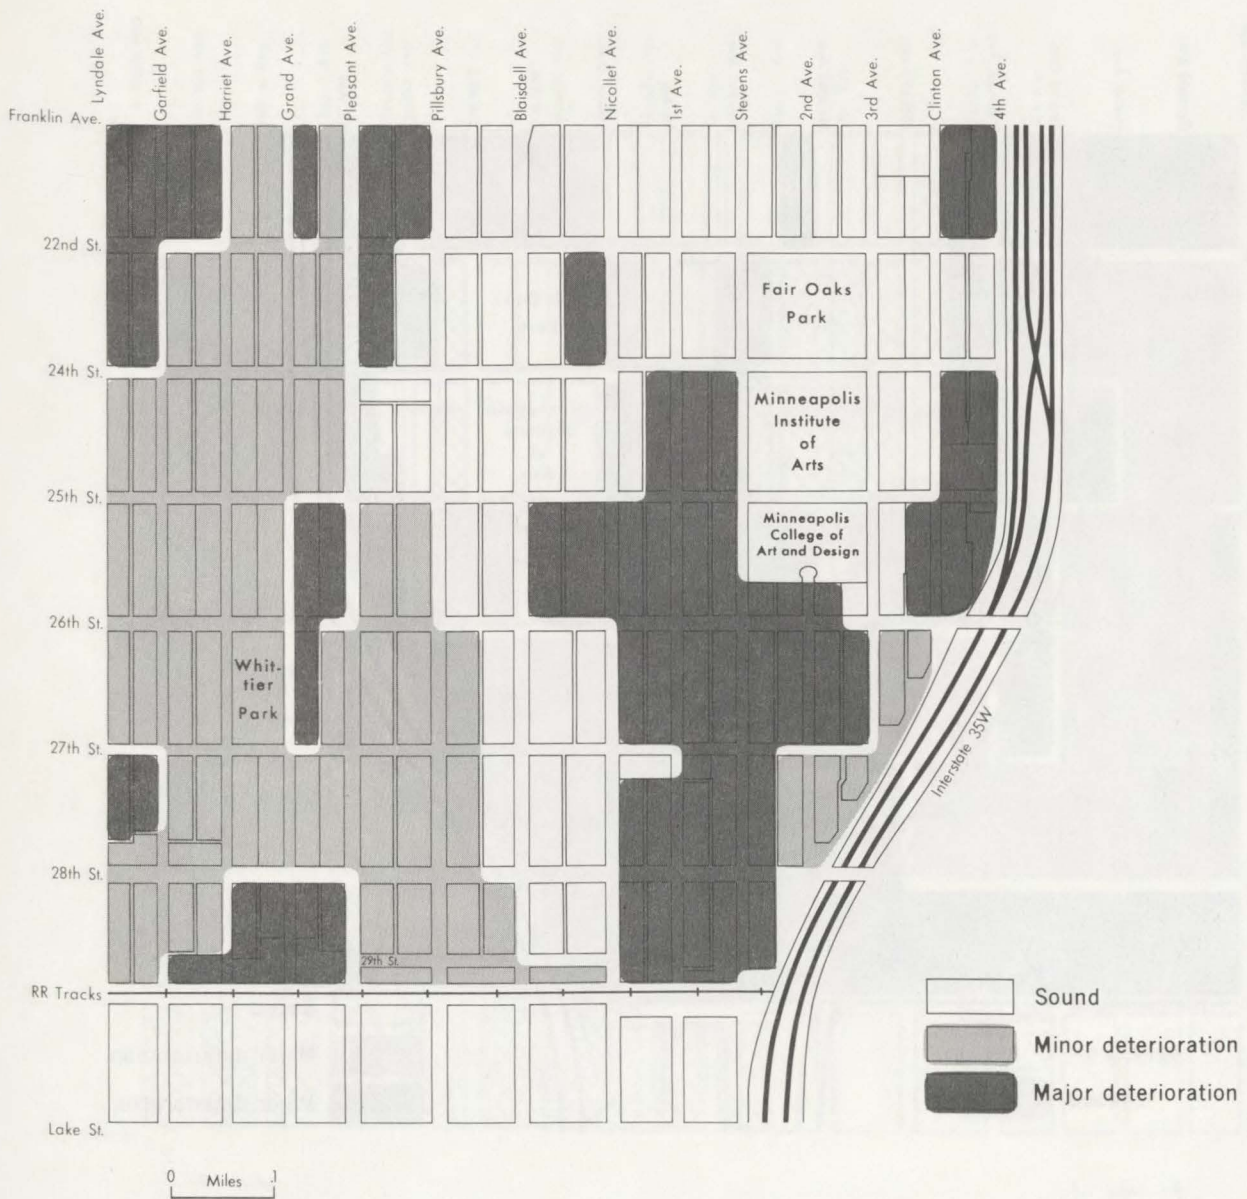 Lyndale Ave.
Garfield Ave.
Harriet Ave.
Grand Ave.
Pleasant Ave.
Pillsbury Ave.
Blaisdell Ave.
Nicollet Ave.
1st Ave.
Stevens Ave.
2nd Ave.
3rd Ave.
Clinton Ave.
4th Ave.
Franklin Ave.
22nd St.
Fair Oaks
Park
24th St.
Minneapolis
Institute
of
Arts
25th St.
Minneapolis
College of
Art and Design
26th St.
Whit-
tier
Park
27th St.
Interstate 35W
28th St.
29th St.
RR Tracks
Sound
Minor deterioration
Major deterioration
Lake St.
0 Miles .1